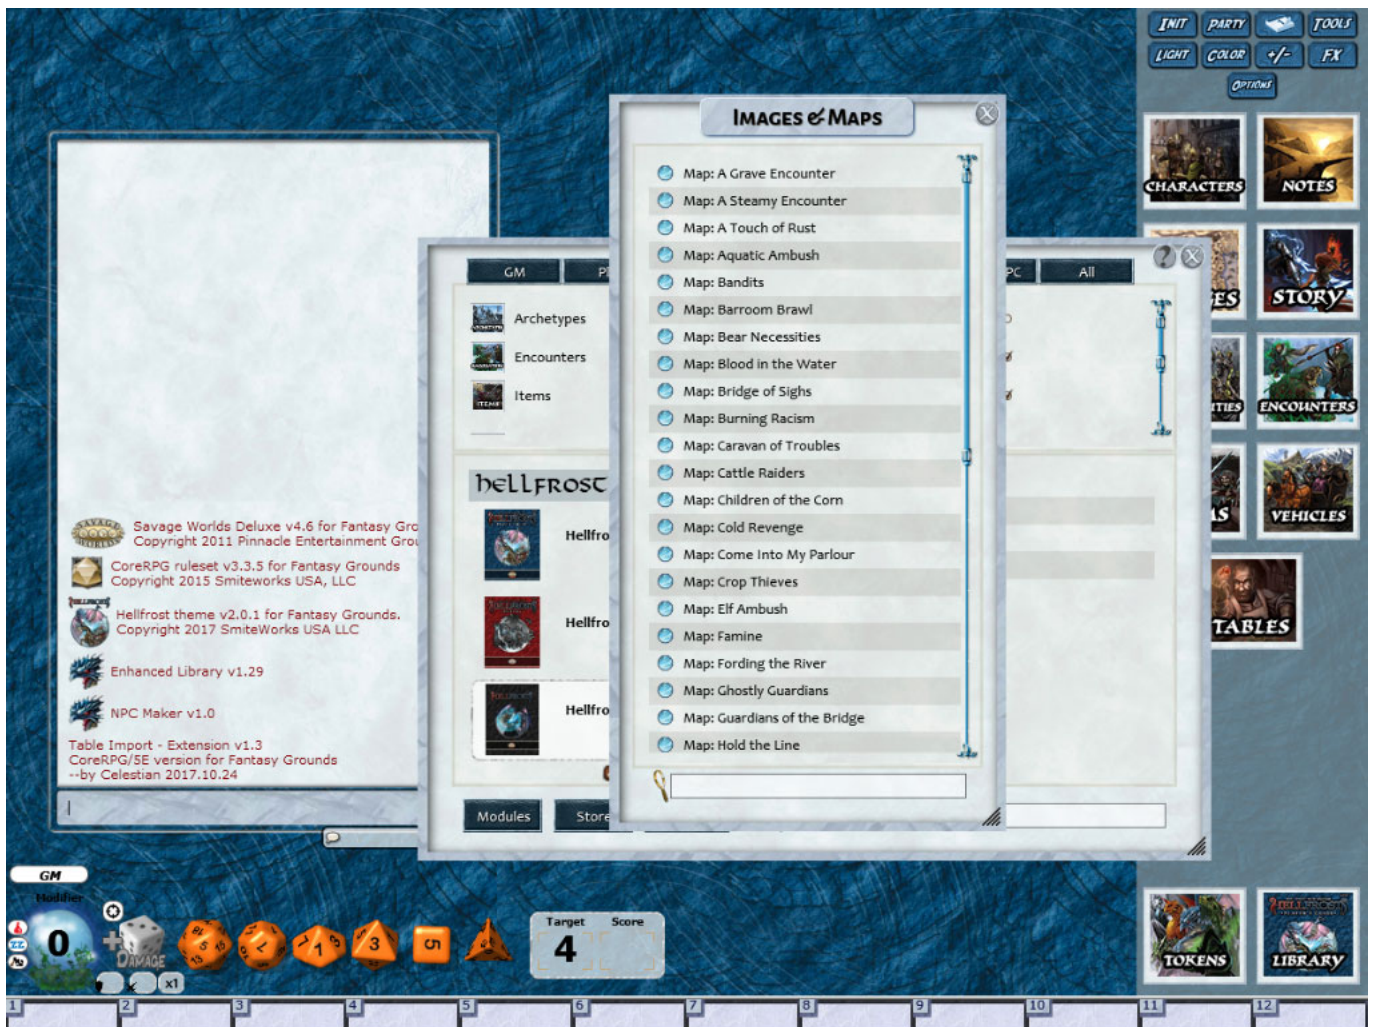 INIT
PARTY
TOOLS
LIGHT
COLOR
+/-
FX
OPTIONS
IMAGES & MAPS
Map: A Grave Encounter
Map: A Steamy Encounter
Map: A Touch of Rust
Map: Aquatic Ambush
Map: Bandits
Map: Barroom Brawl
Map: Bear Necessities
Map: Blood in the Water
Map: Bridge of Sighs
Map: Burning Racism
Map: Caravan of Troubles
Map: Cattle Raiders
Map: Children of the Corn
Map: Cold Revenge
Map: Come Into My Parlour
Map: Crop Thieves
Map: Elf Ambush
Map: Famine
Map: Fording the River
Map: Ghostly Guardians
Map: Guardians of the Bridge
Map: Hold the Line
CHARACTERS
NOTES
ES
STORY
TIES
ENCOUNTERS
S
VEHICLES
TABLES
TOKENS
HELLFROST
LIBRARY
GM
P
PC
All
?
Archetypes
Encounters
Items
HELLFROST
Hellfro
Hellfro
Hellfro
Modules
Store
Savage Worlds Deluxe v4.6 for Fantasy Gro
Copyright 2011 Pinnacle Entertainment Grou
CoreRPG ruleset v3.3.5 for Fantasy Grounds
Copyright 2015 Smiteworks USA, LLC
Hellfrost theme v2.0.1 for Fantasy Grounds.
Copyright 2017 SmiteWorks USA LLC
Enhanced Library v1.29
NPC Maker v1.0
Table Import - Extension v1.3
CoreRPG/5E version for Fantasy Grounds
--by Celestian 2017.10.24
GM
Modifier
0
DAMAGE
x1
Target
4
Score
1 2 3 4 5 6 7 8 9 10 11 12